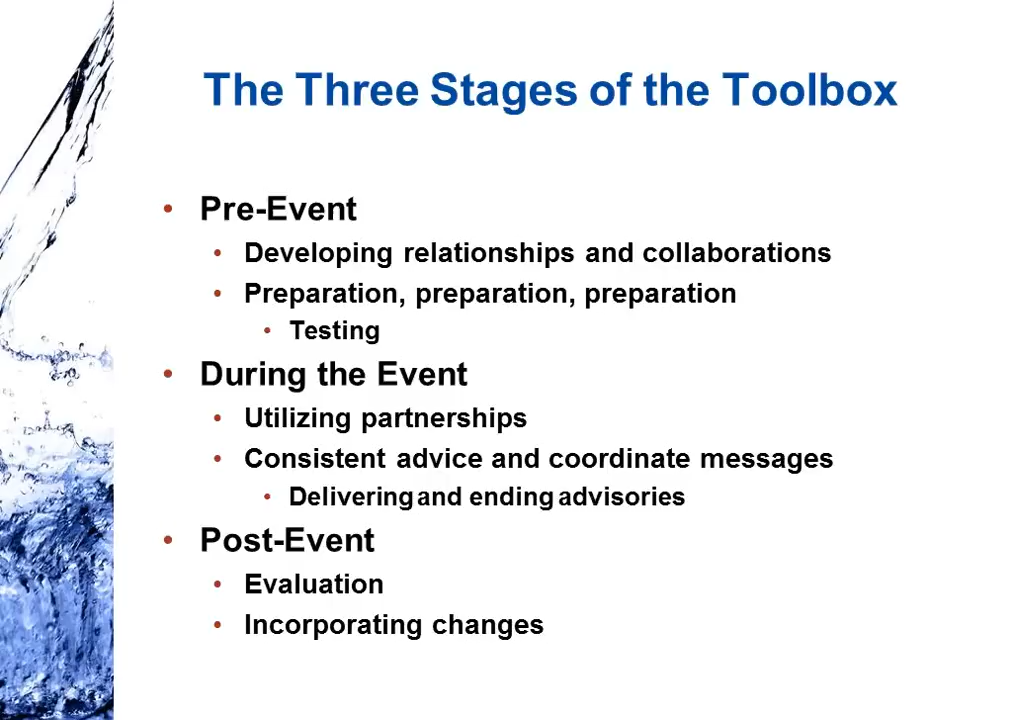 The Three Stages of the Toolbox
• Pre-Event
• Developing relationships and collaborations
• Preparation, preparation, preparation
• Testing
• During the Event
• Utilizing partnerships
• Consistent advice and coordinate messages
• Delivering and ending advisories
• Post-Event
• Evaluation
• Incorporating changes